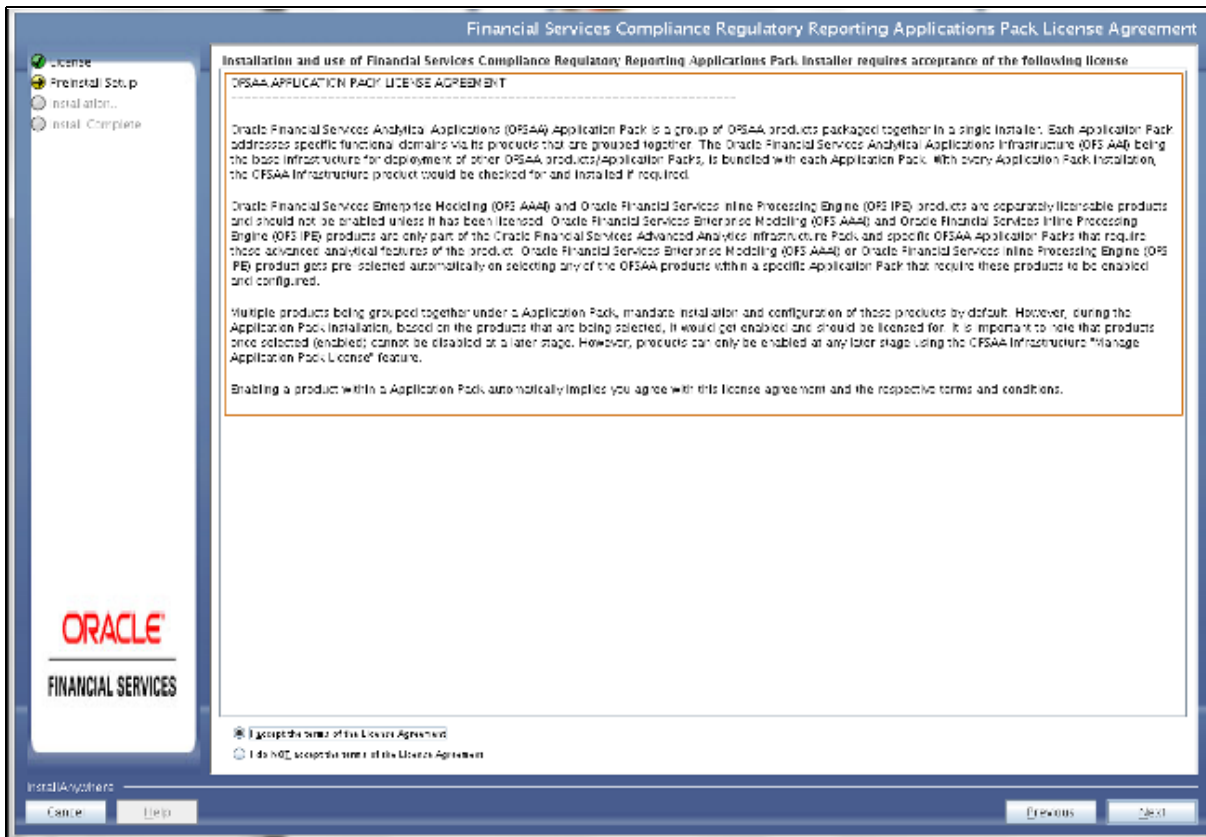 Financial Services Compliance Regulatory Reporting Applications Pack License Agreement
License
Preinstall Setup
Installation...
Install Complete
Installation and use of Financial Services Compliance Regulatory Reporting Applications Pack Installer requires acceptance of the following license
OFSAA APPLICATION PACK LICENSE AGREEMENT
Oracle Financial Services Analytical Applications (OFSAA) Application Pack is a group of OFSAA products packaged together in a single installer. Each Application Pack
addresses specific functional domains via its products that are grouped together. The Oracle Financial Services Analytical Applications Infrastructure (OFS AAI) being
the base infrastructure for deployment of other OFSAA products/Application Packs, is bundled with each Application Pack. With every Application Pack installation,
the OFSAA Infrastructure product would be checked for and installed if required.
Oracle Financial Services Enterprise Modeling (OFS AAAI) and Oracle Financial Services Inline Processing Engine (OFS IPE) products are separately licensable products
and should not be enabled unless it has been licensed. Oracle Financial Services Enterprise Modeling (OFS AAAI) and Oracle Financial Services Inline Processing
Engine (OFS IPE) products are only part of the Oracle Financial Services Advanced Analytics Infrastructure Pack and specific OFSAA Application Packs that require
these advanced analytical features of the product. Oracle Financial Services Enterprise Modeling (OFS AAAI) or Oracle Financial Services Inline Processing Engine (OFS
IPE) product gets pre-selected automatically on selecting any of the OFSAA products within a specific Application Pack that require these products to be enabled
and configured.
Multiple products being grouped together under a Application Pack, mandate installation and configuration of these products by default. However, during the
Application Pack installation, based on the products that are being selected, it would get enabled and should be licensed for. It is important to note that products
once selected (enabled) cannot be disabled at a later stage. However, products can only be enabled at any later stage using the OFSAA Infrastructure "Manage
Application Pack License" feature.
Enabling a product within a Application Pack automatically implies you agree with this license agreement and the respective terms and conditions.
ORACLE
FINANCIAL SERVICES
I accept the terms of the License Agreement
I do NOT accept the terms of the License Agreement
InstallAnywhere
Cancel
Help
Previous
Next